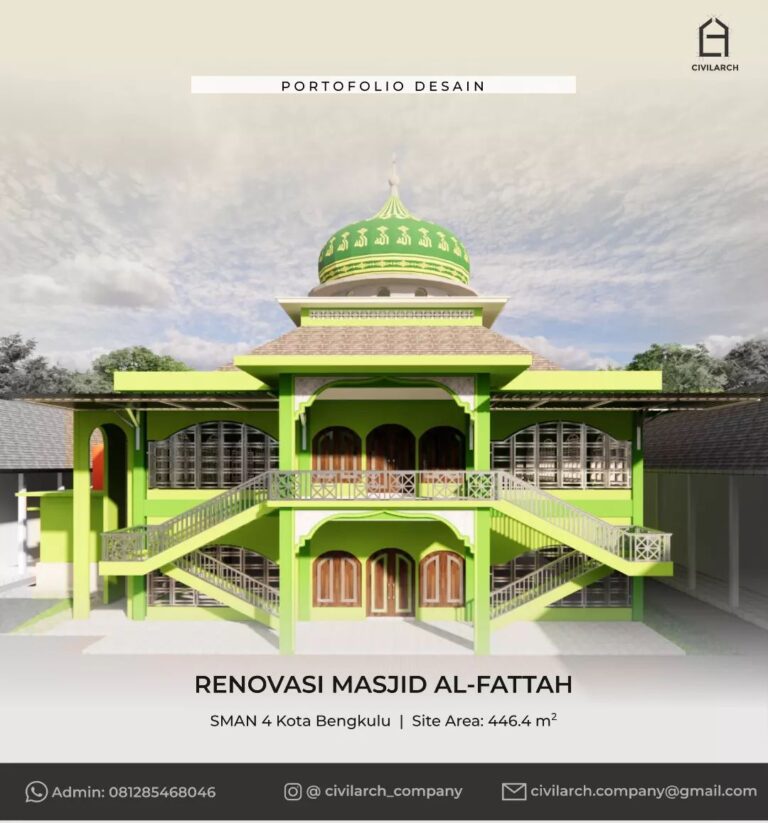 CIVILARCH
PORTOFOLIO DESAIN
RENOVASI MASJID AL-FATTAH
SMAN 4 Kota Bengkulu | Site Area: 446.4 m²
Admin: 081285468046
@ civilarch_company
civilarch.company@gmail.com